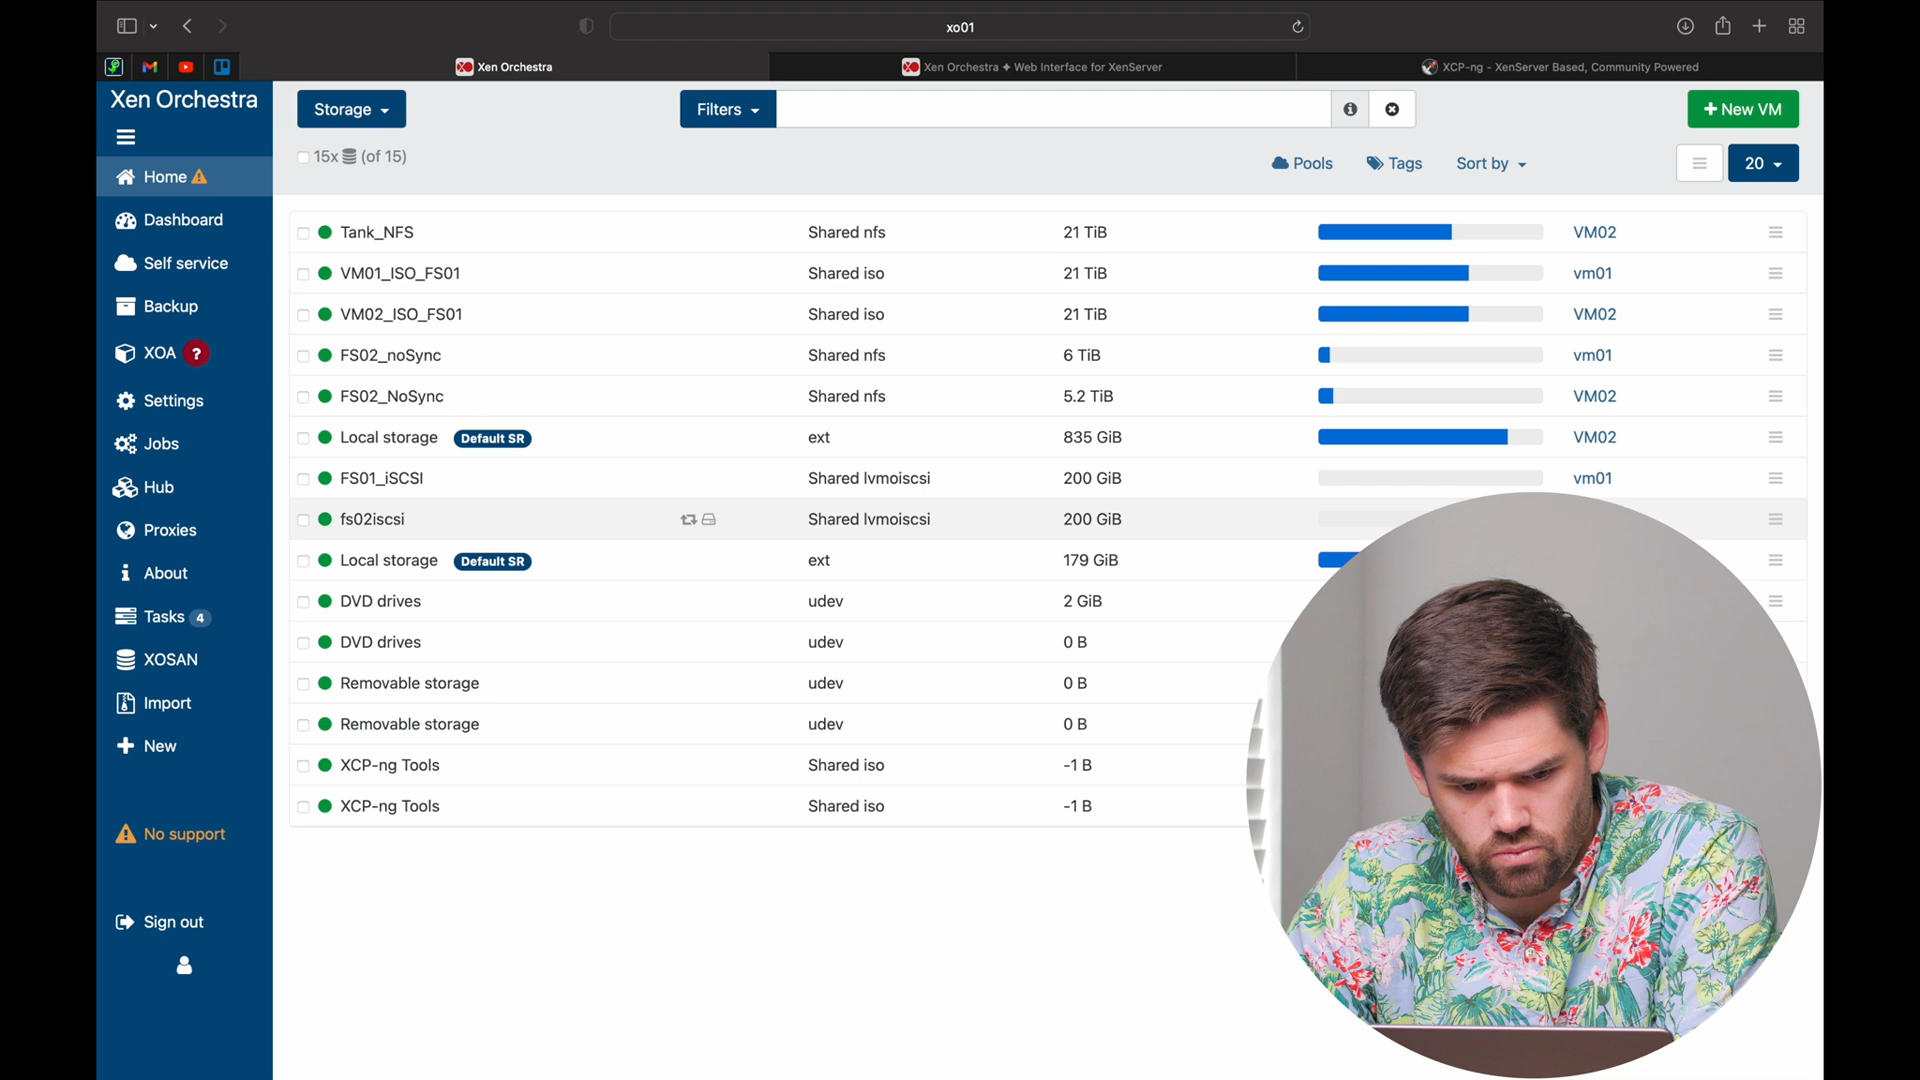 xo01
Xen Orchestra
Xen Orchestra ✦ Web Interface for XenServer
XCP-ng - XenServer Based, Community Powered
Xen Orchestra
Home
Dashboard
Self service
Backup
XOA ?
Settings
Jobs
Hub
Proxies
About
Tasks 4
XOSAN
Import
New
No support
Sign out
Storage
Filters
New VM
15x (of 15)
Pools
Tags
Sort by
20
Tank_NFS Shared nfs 21 TiB VM02
VM01_ISO_FS01 Shared iso 21 TiB vm01
VM02_ISO_FS01 Shared iso 21 TiB VM02
FS02_noSync Shared nfs 6 TiB vm01
FS02_NoSync Shared nfs 5.2 TiB VM02
Local storage Default SR ext 835 GiB VM02
FS01_iSCSI Shared lvmoiscsi 200 GiB vm01
fs02iscsi Shared lvmoiscsi 200 GiB
Local storage Default SR ext 179 GiB
DVD drives udev 2 GiB
DVD drives udev 0 B
Removable storage udev 0 B
Removable storage udev 0 B
XCP-ng Tools Shared iso -1 B
XCP-ng Tools Shared iso -1 B